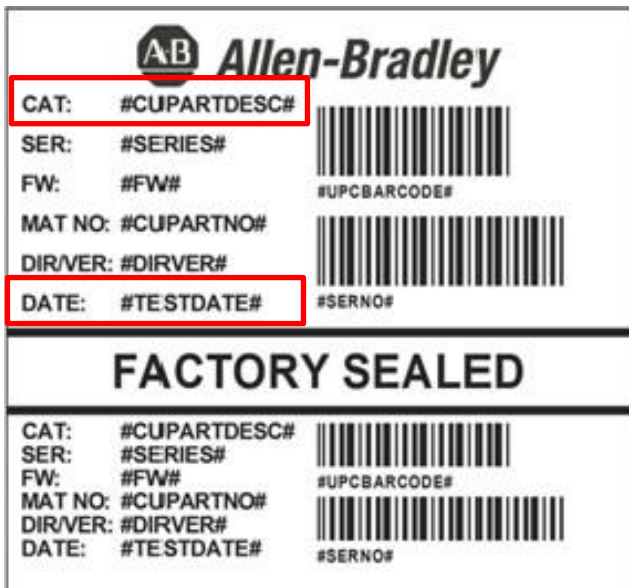 AB Allen-Bradley
CAT: #CUPARTDESC#
SER: #SERIES#
FW: #FW#
MAT NO: #CUPARTNO#
DIR/VER: #DIRVER#
DATE: #TESTDATE#
#UPCBARCODE#
#SERNO#
FACTORY SEALED
CAT: #CUPARTDESC#
SER: #SERIES#
FW: #FW#
MAT NO: #CUPARTNO#
DIR/VER: #DIRVER#
DATE: #TESTDATE#
#UPCBARCODE#
#SERNO#